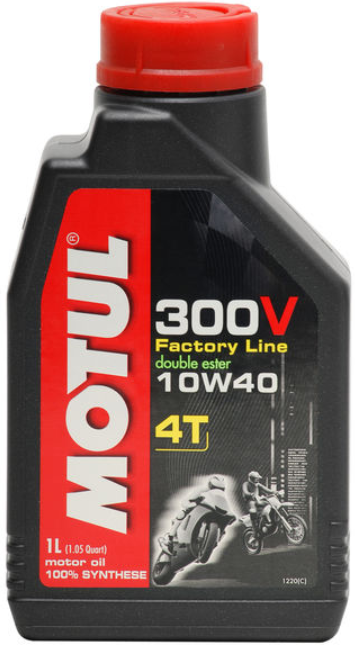 MOTUL®
300V
Factory Line
double ester
10W40
4T
1L (1.05 Quart)
motor oil
100% SYNTHESE
1220(C)